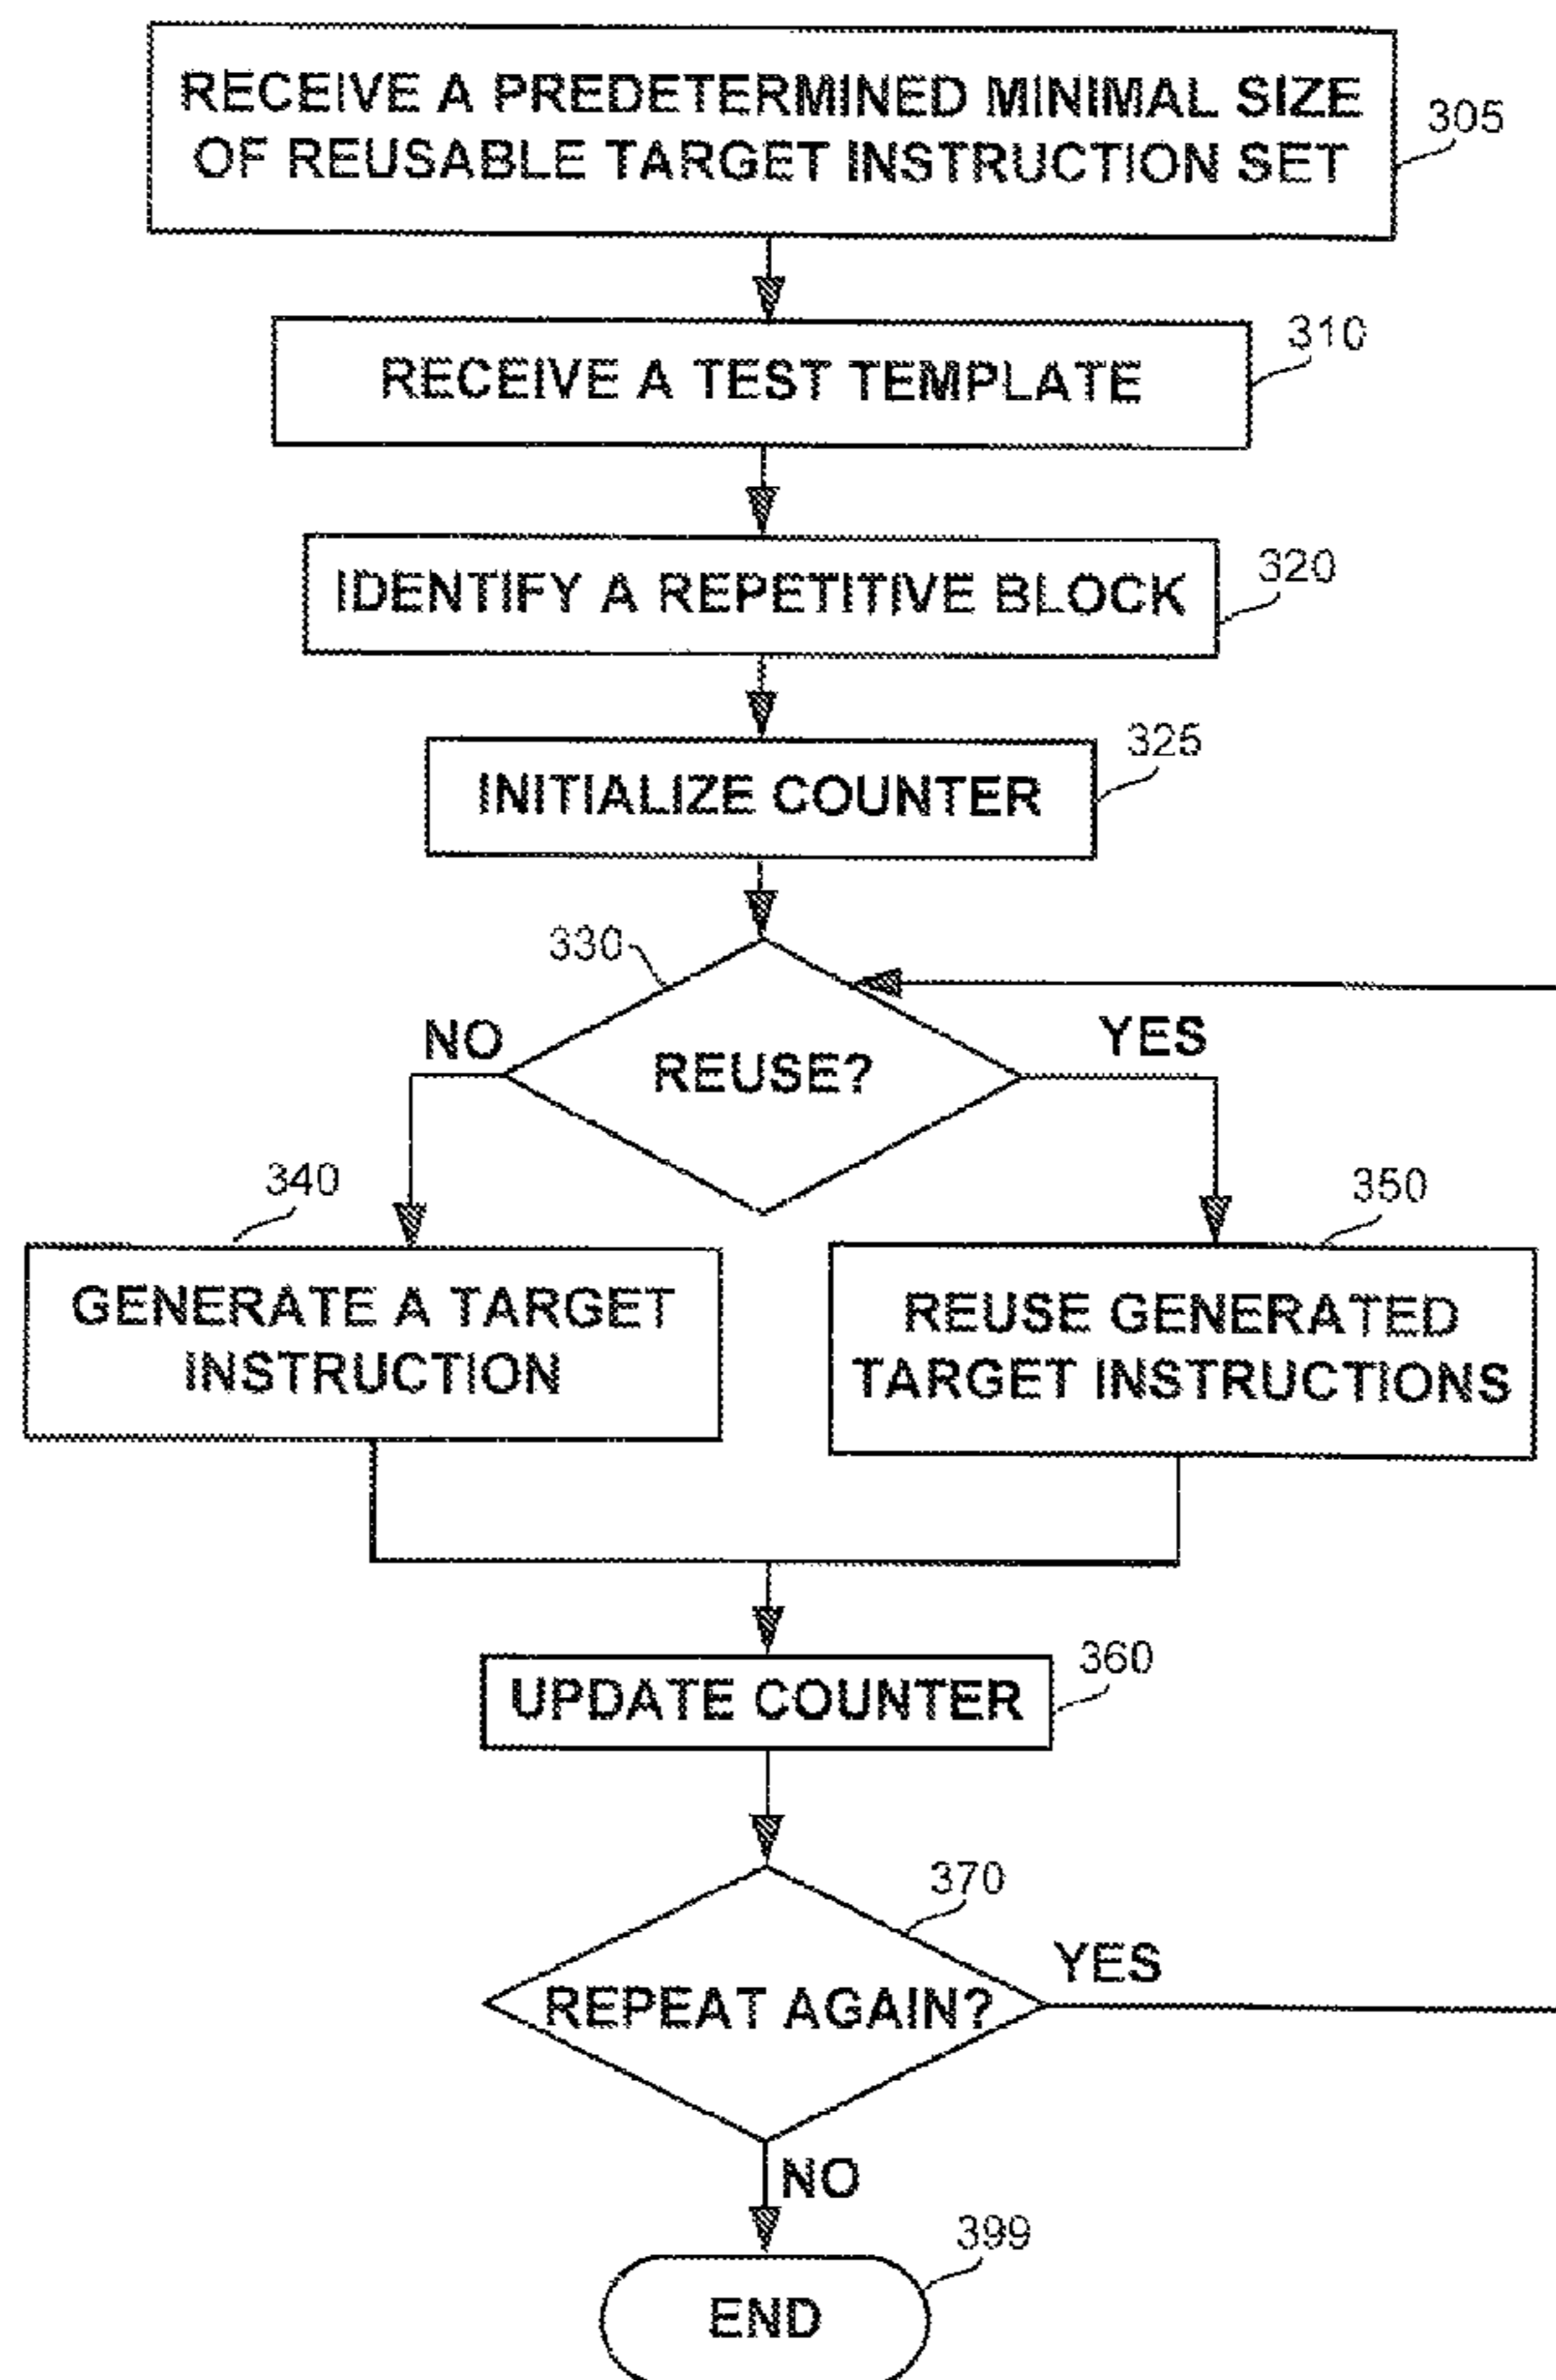 RECEIVE A PREDETERMINED MINIMAL SIZE
OF REUSABLE TARGET INSTRUCTION SET
305
RECEIVE A TEST TEMPLATE
310
IDENTIFY A REPETITIVE BLOCK
320
INITIALIZE COUNTER
325
330
NO
REUSE?
YES
340
GENERATE A TARGET
INSTRUCTION
350
REUSE GENERATED
TARGET INSTRUCTIONS
UPDATE COUNTER
360
370
REPEAT AGAIN?
YES
NO
399
END